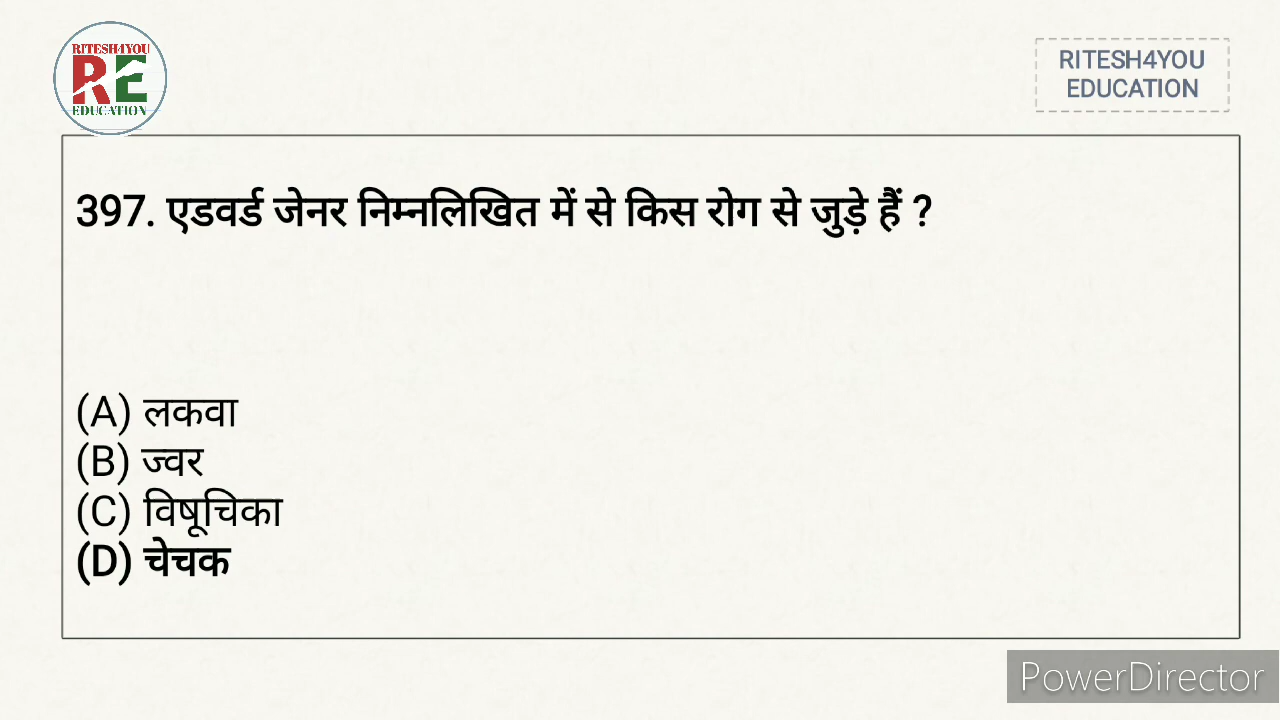 RITESH4YOU
RE
EDUCATION
RITESH4YOU
EDUCATION
397. एडवर्ड जेनर निम्नलिखित में से किस रोग से जुड़े हैं ?
(A) लकवा
(B) ज्वर
(C) विषूचिका
(D) चेचक
PowerDirector